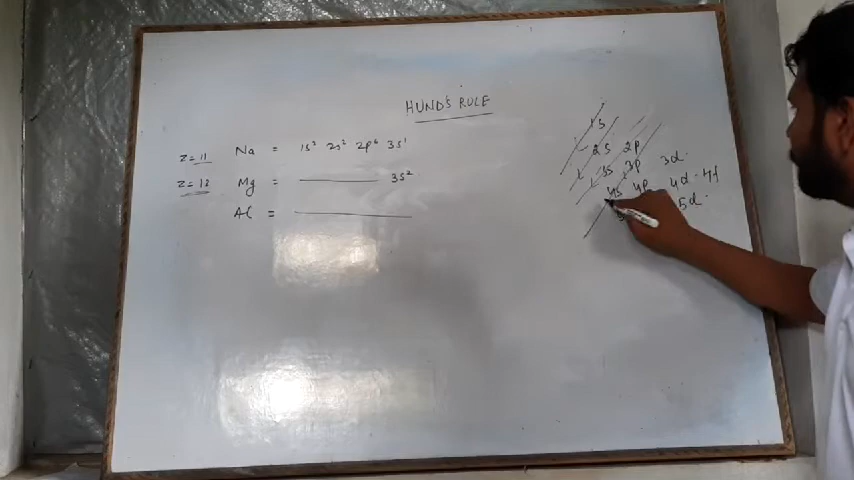 HUND'S RULE
Z=11 Na = 1s² 2s² 2p⁶ 3s¹
Z=12 Mg = 3s²
Al =
1s
2s 2p
3s 3p 3d
4s 4p 4d 4f
5d